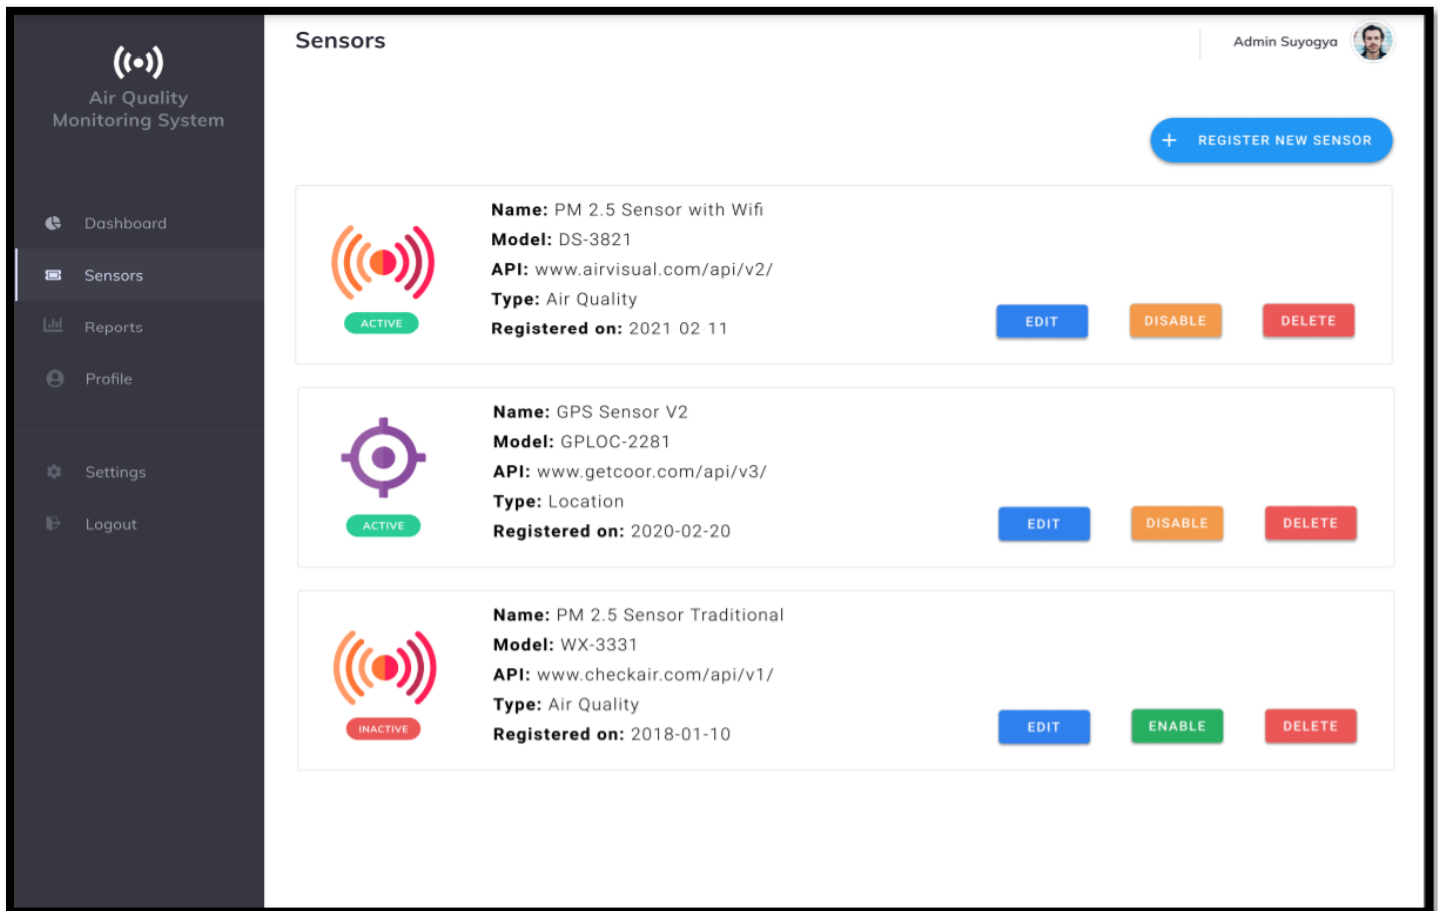 Air Quality
Monitoring System
Dashboard
Sensors
Reports
Profile
Settings
Logout
Sensors
Admin Suyogya
+ REGISTER NEW SENSOR
Name: PM 2.5 Sensor with Wifi
Model: DS-3821
API: www.airvisual.com/api/v2/
Type: Air Quality
Registered on: 2021-02-11
ACTIVE
EDIT DISABLE DELETE
Name: GPS Sensor V2
Model: GPLOC-2281
API: www.getcoor.com/api/v3/
Type: Location
Registered on: 2020-02-20
ACTIVE
EDIT DISABLE DELETE
Name: PM 2.5 Sensor Traditional
Model: WX-3331
API: www.checkair.com/api/v1/
Type: Air Quality
Registered on: 2018-01-10
INACTIVE
EDIT ENABLE DELETE